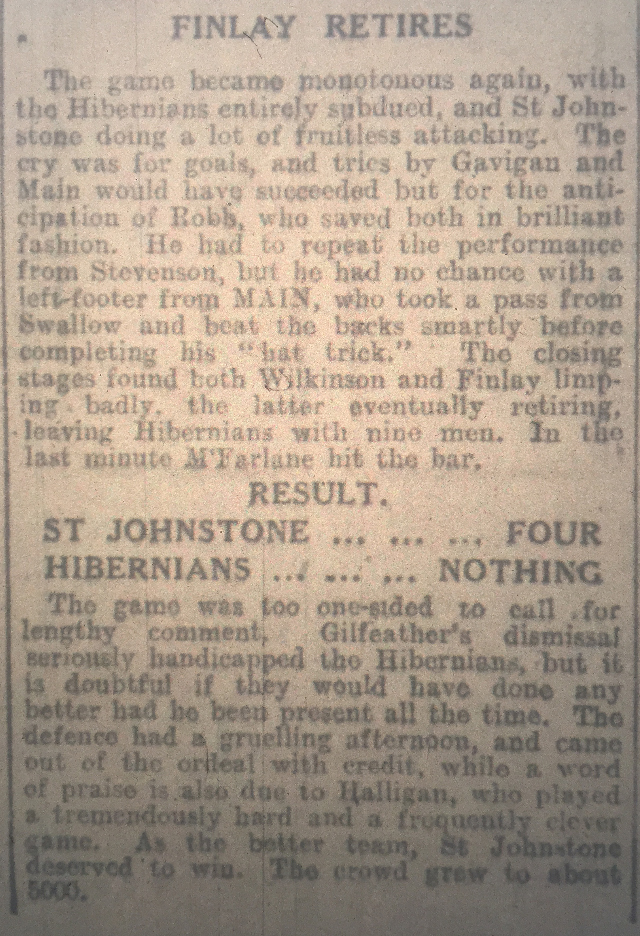 FINLAY RETIRES
The game became monotonous again, with
the Hibernians entirely subdued, and St John-
stone doing a lot of fruitless attacking. The
cry was for goals, and tries by Gavigan and
Main would have succeeded but for the anti-
cipation of Robb, who saved both in brilliant
fashion. He had to repeat the performance
from Stevenson, but he had no chance with a
left-footer from MAIN, who took a pass from
Swallow and beat the backs smartly before
completing his "hat trick." The closing
stages found both Wilkinson and Finlay limp-
ing badly, the latter eventually retiring,
leaving Hibernians with nine men. In the
last minute M'Farlane hit the bar.
RESULT.
ST JOHNSTONE ... ... ... FOUR
HIBERNIANS ... ... ... NOTHING
The game was too one-sided to call for
lengthy comment. Gilfeather's dismissal
seriously handicapped the Hibernians, but it
is doubtful if they would have done any
better had he been present all the time. The
defence had a gruelling afternoon, and came
out of the ordeal with credit, while a word
of praise is also due to Halligan, who played
a tremendously hard and a frequently clever
game. As the better team, St Johnstone
deserved to win. The crowd grew to about
5000.